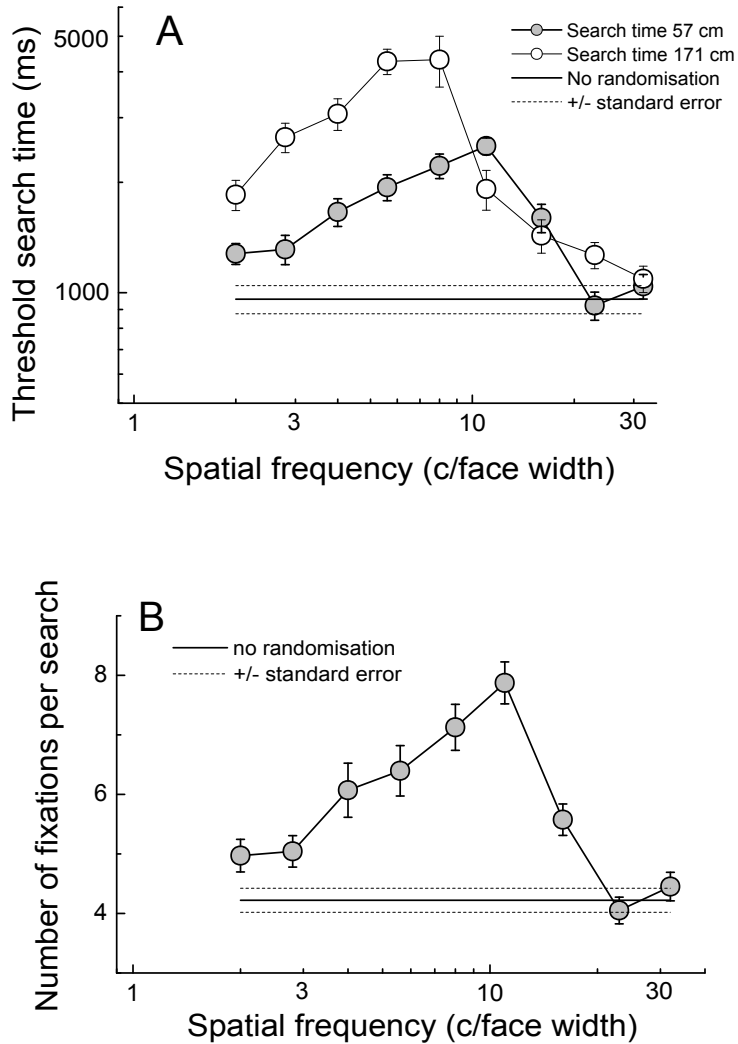 A
Search time 57 cm
Search time 171 cm
No randomisation
+/- standard error
5000
1000
Threshold search time (ms)
1 3 10 30
Spatial frequency (c/face width)
B
no randomisation
+/- standard error
8
6
4
Number of fixations per search
1 3 10 30
Spatial frequency (c/face width)